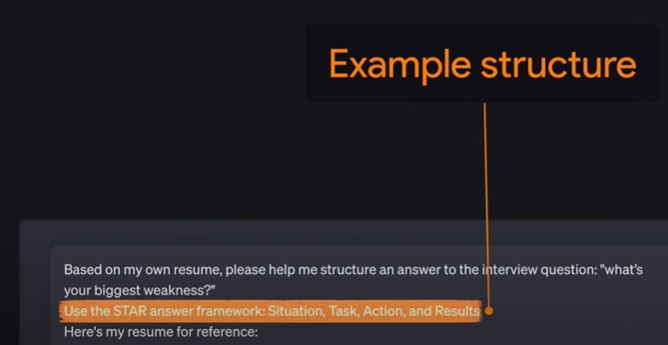 Example structure
Based on my own resume, please help me structure an answer to the interview question: "what's
your biggest weakness?"
Use the STAR answer framework: Situation, Task, Action, and Results
Here's my resume for reference: